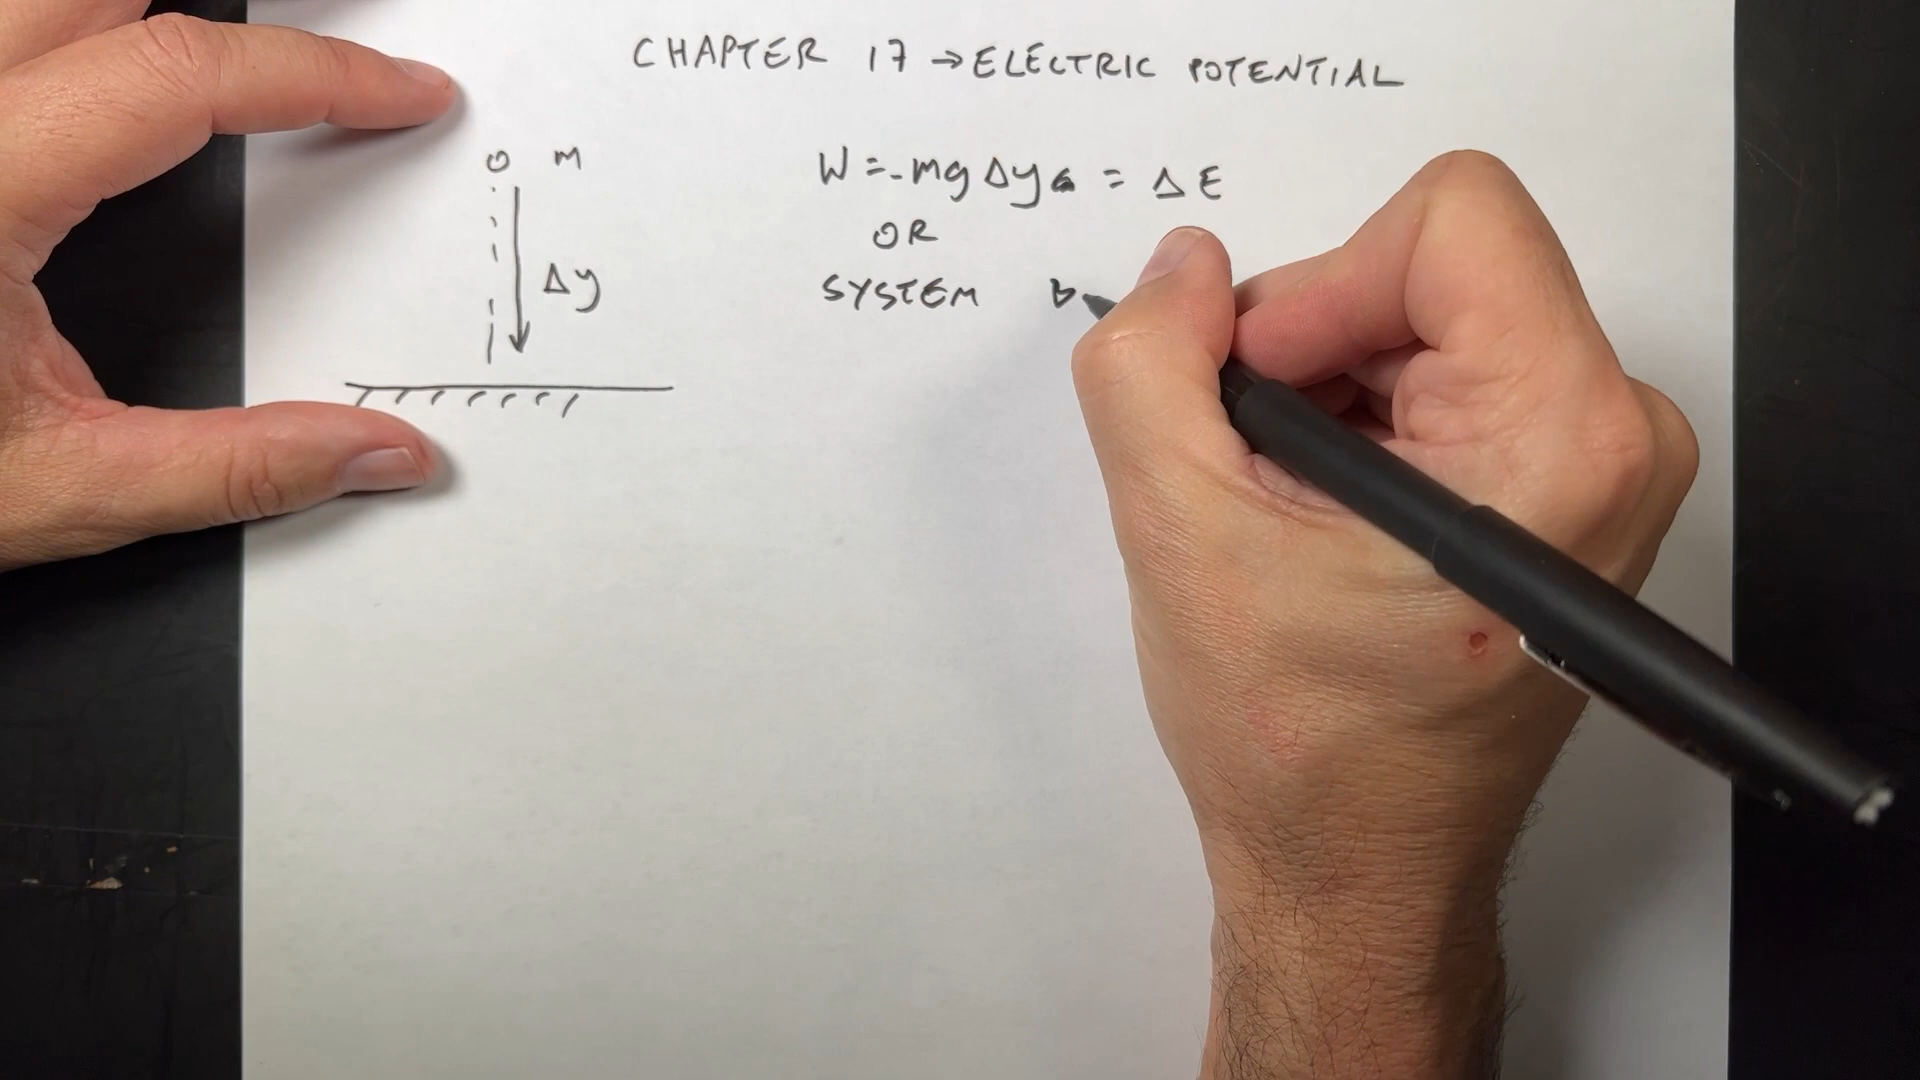 CHAPTER 17 → ELECTRIC POTENTIAL
m
W = -mg Δy = ΔE
OR
Δy
SYSTEM